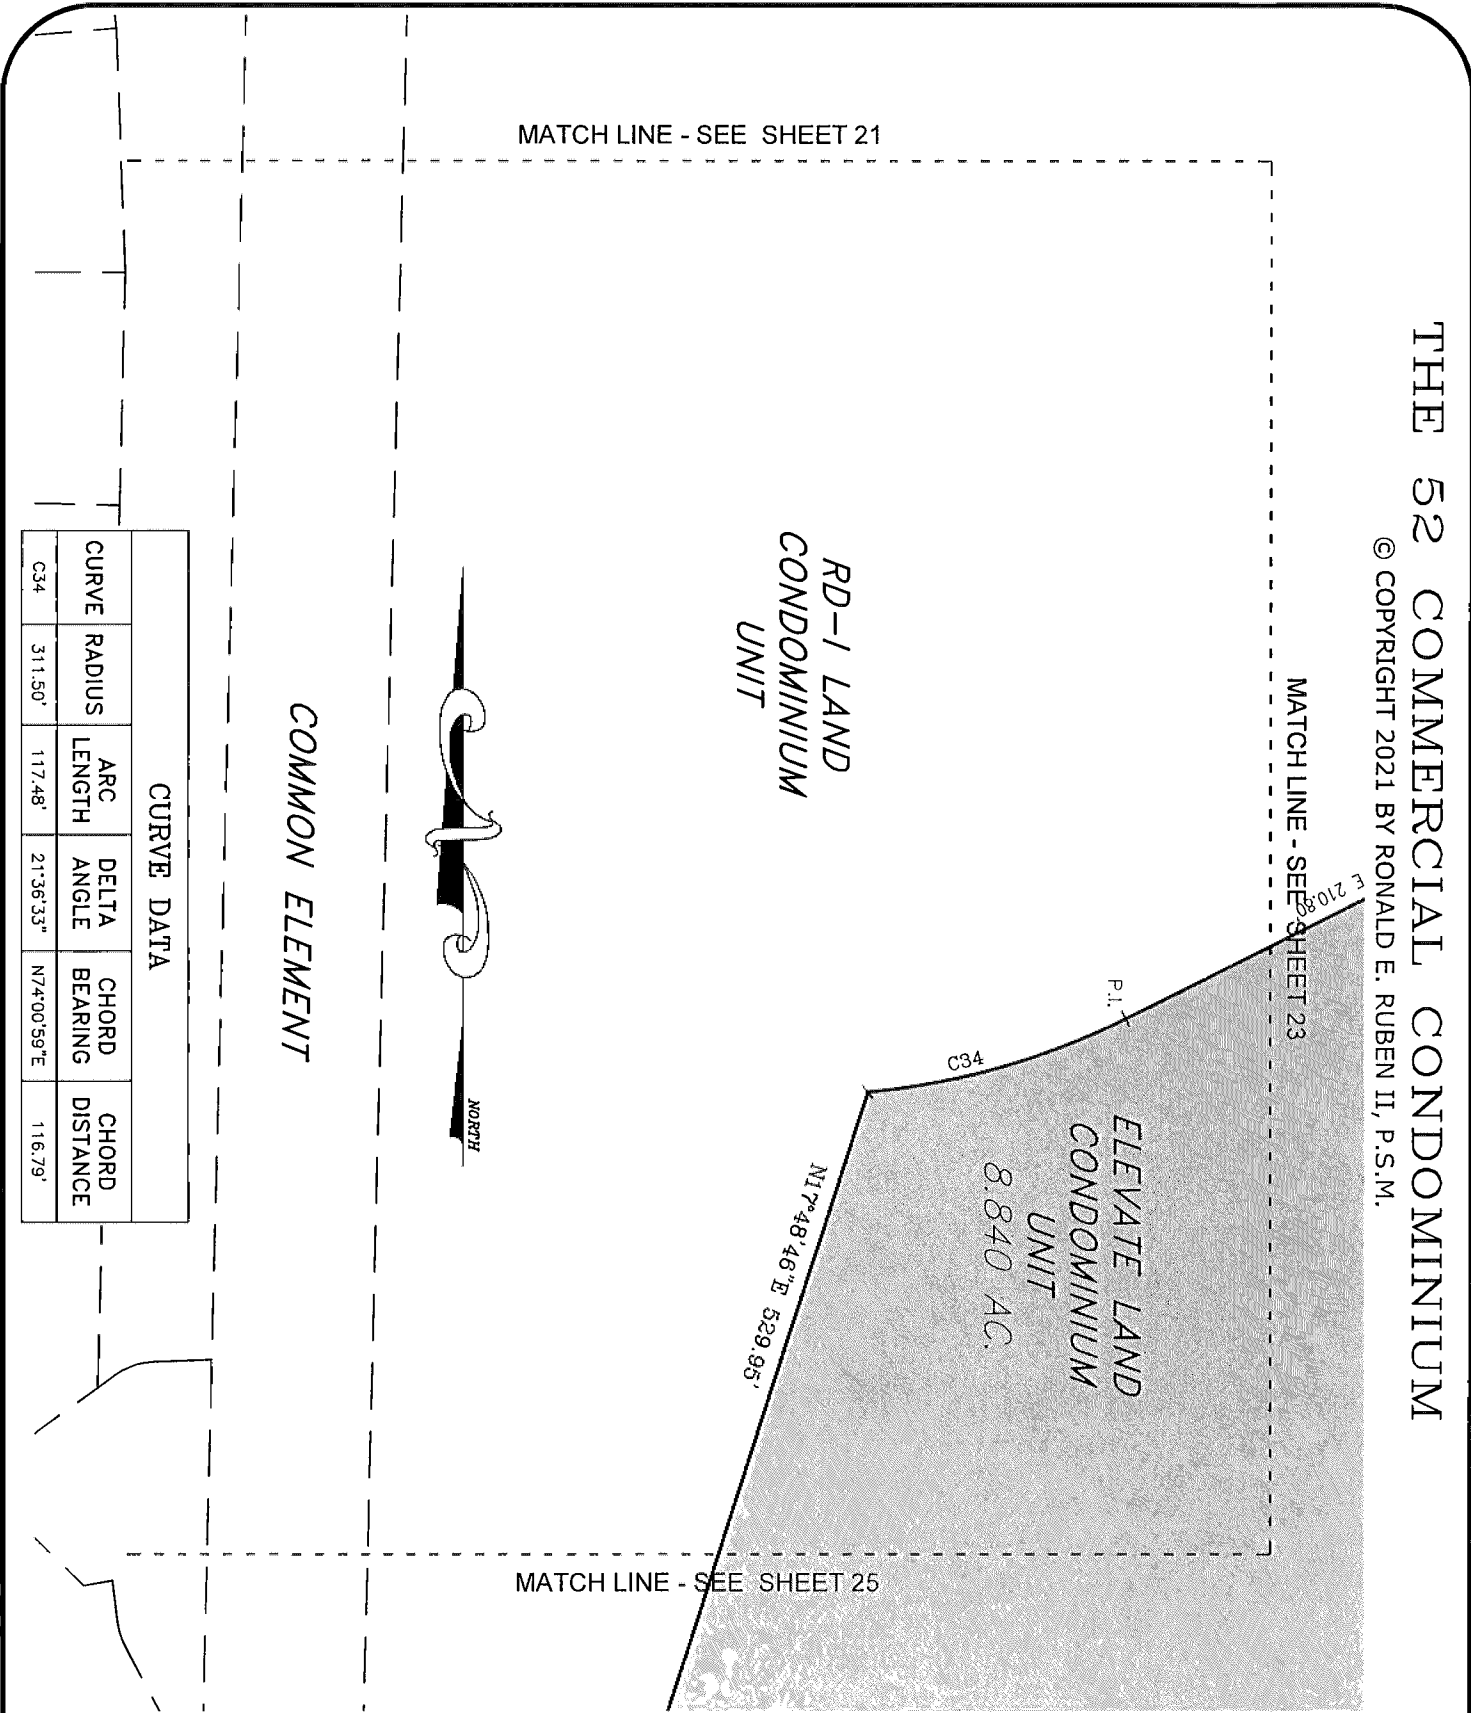 THE 52 COMMERCIAL CONDOMINIUM
© COPYRIGHT 2021 BY RONALD E. RUBEN II, P.S.M.
MATCH LINE - SEE SHEET 21
MATCH LINE - SEE SHEET 23
E 210.80
P.I.
C34
ELEVATE LAND
CONDOMINIUM
UNIT
8.840 AC.
RD-1 LAND
CONDOMINIUM
UNIT
N17°48'46"E 529.95'
NORTH
COMMON ELEMENT
MATCH LINE - SEE SHEET 25
CURVE DATA
CURVE RADIUS ARC LENGTH DELTA ANGLE CHORD BEARING CHORD DISTANCE
C34 311.50' 117.48' 21°36'33" N74°00'59"E 116.79'